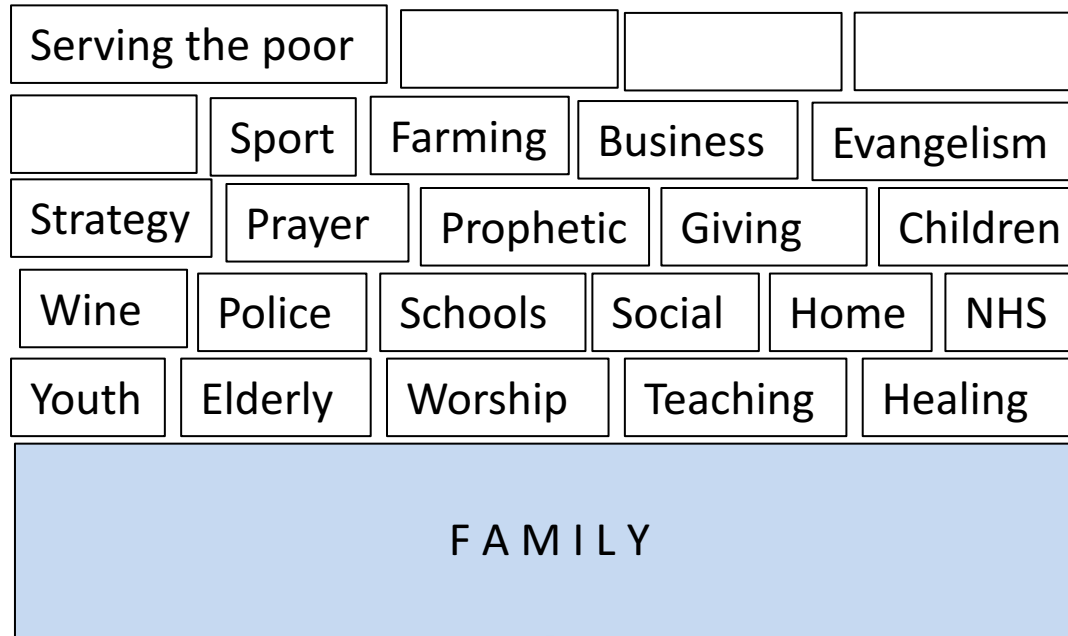 Serving the poor
Sport Farming Business Evangelism
Strategy Prayer Prophetic Giving Children
Wine Police Schools Social Home NHS
Youth Elderly Worship Teaching Healing
F A M I L Y